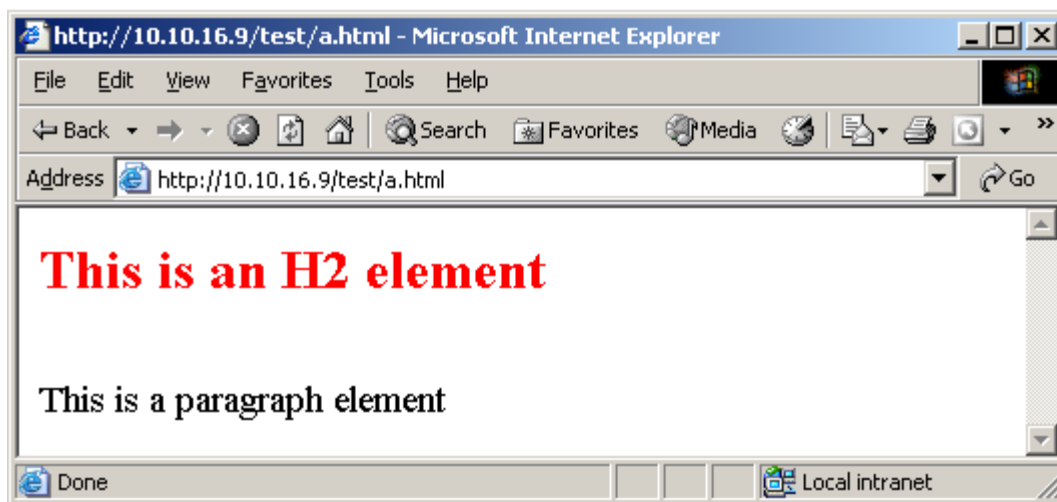 http://10.10.16.9/test/a.html - Microsoft Internet Explorer
File Edit View Favorites Tools Help
Back Search Favorites Media »
Address http://10.10.16.9/test/a.html Go
This is an H2 element
This is a paragraph element
Done Local intranet